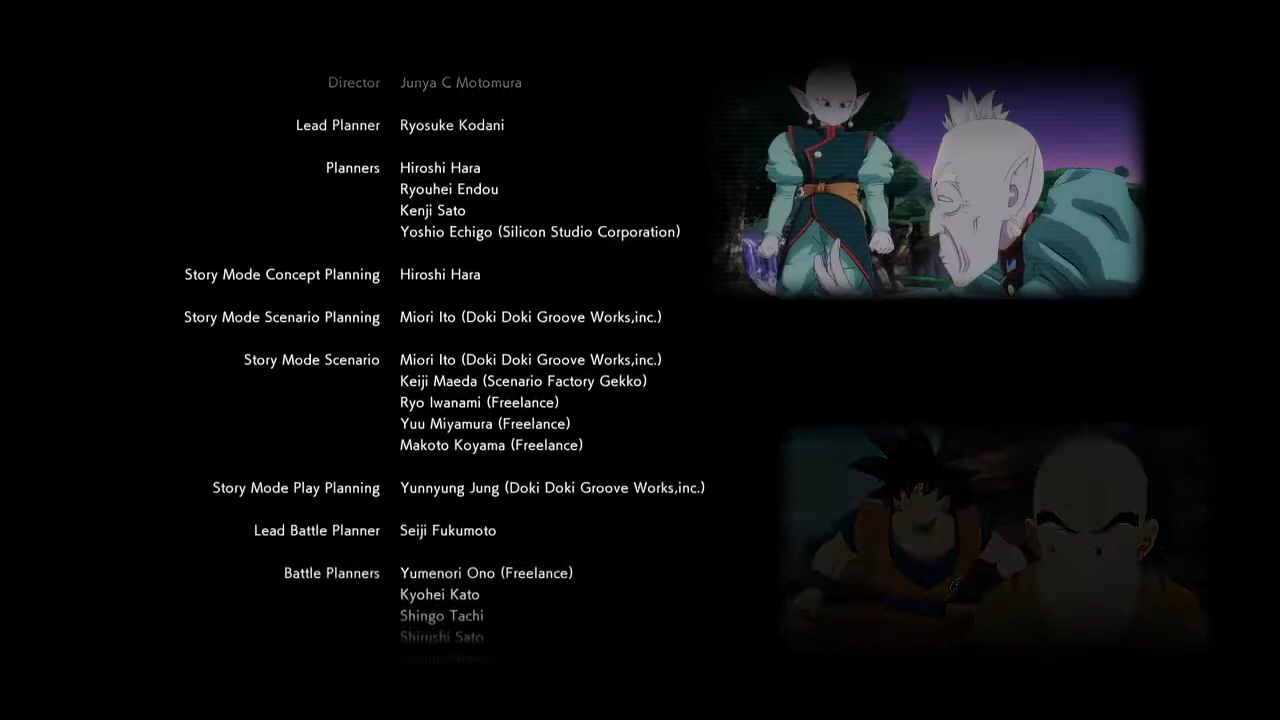 Director Junya C Motomura
Lead Planner Ryosuke Kodani
Planners Hiroshi Hara
Ryouhei Endou
Kenji Sato
Yoshio Echigo (Silicon Studio Corporation)
Story Mode Concept Planning Hiroshi Hara
Story Mode Scenario Planning Miori Ito (Doki Doki Groove Works,inc.)
Story Mode Scenario Miori Ito (Doki Doki Groove Works,inc.)
Keiji Maeda (Scenario Factory Gekko)
Ryo Iwanami (Freelance)
Yuu Miyamura (Freelance)
Makoto Koyama (Freelance)
Story Mode Play Planning Yunnyung Jung (Doki Doki Groove Works,inc.)
Lead Battle Planner Seiji Fukumoto
Battle Planners Yumenori Ono (Freelance)
Kyohei Kato
Shingo Tachi
Sato